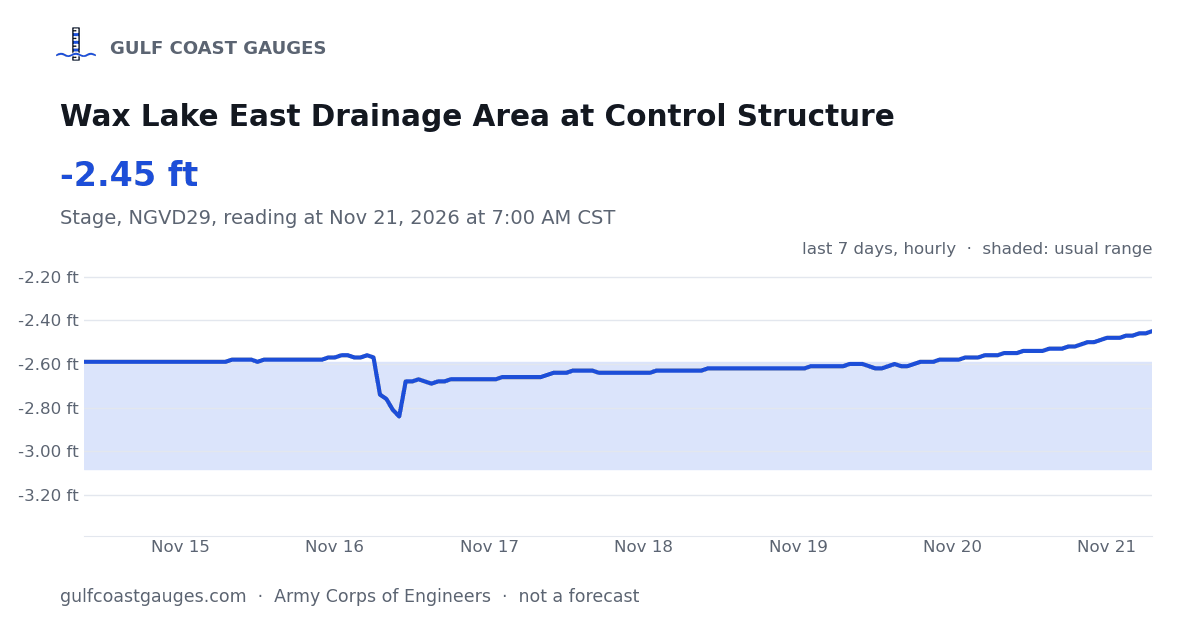 GULF COAST GAUGES
Wax Lake East Drainage Area at Control Structure
-2.45 ft
Stage, NGVD29, reading at Nov 21, 2026 at 7:00 AM CST
last 7 days, hourly · shaded: usual range
-2.20 ft
-2.40 ft
-2.60 ft
-2.80 ft
-3.00 ft
-3.20 ft
Nov 15 Nov 16 Nov 17 Nov 18 Nov 19 Nov 20 Nov 21
gulfcoastgauges.com · Army Corps of Engineers · not a forecast